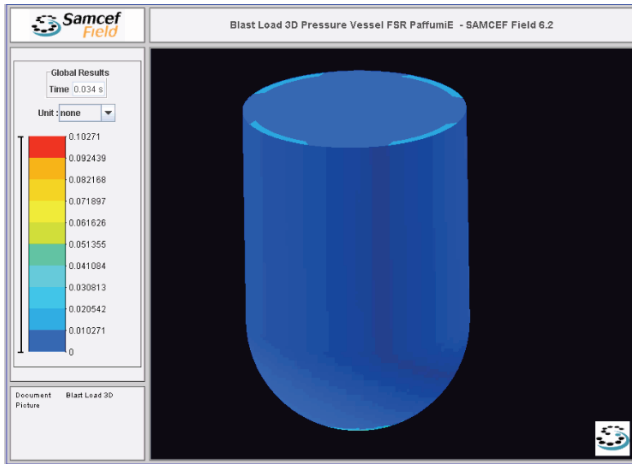 Samcef
Field
Blast Load 3D Pressure Vessel FSR PaffumiE - SAMCEF Field 6.2
Global Results
Time 0.034 s
Unit : none
0.10271
0.092439
0.082168
0.071897
0.061626
0.051355
0.041084
0.030813
0.020542
0.010271
0
Document Blast Load 3D
Picture